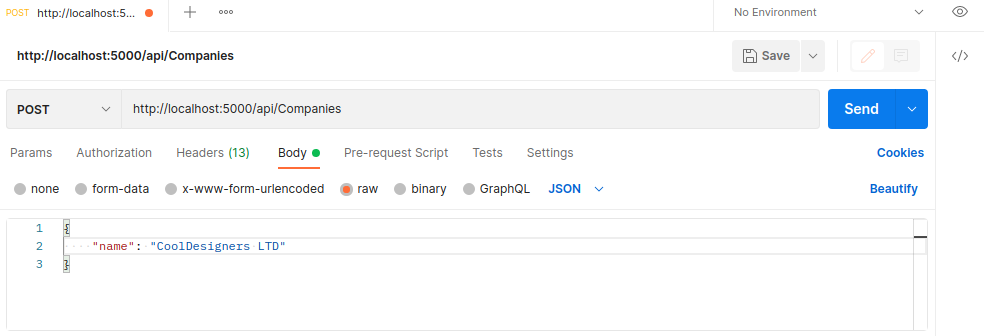 POST http://localhost:5... No Environment
http://localhost:5000/api/Companies Save
POST http://localhost:5000/api/Companies Send
Params Authorization Headers (13) Body Pre-request Script Tests Settings Cookies
none form-data x-www-form-urlencoded raw binary GraphQL JSON Beautify
1 {
2 "name": "CoolDesigners LTD"
3 }